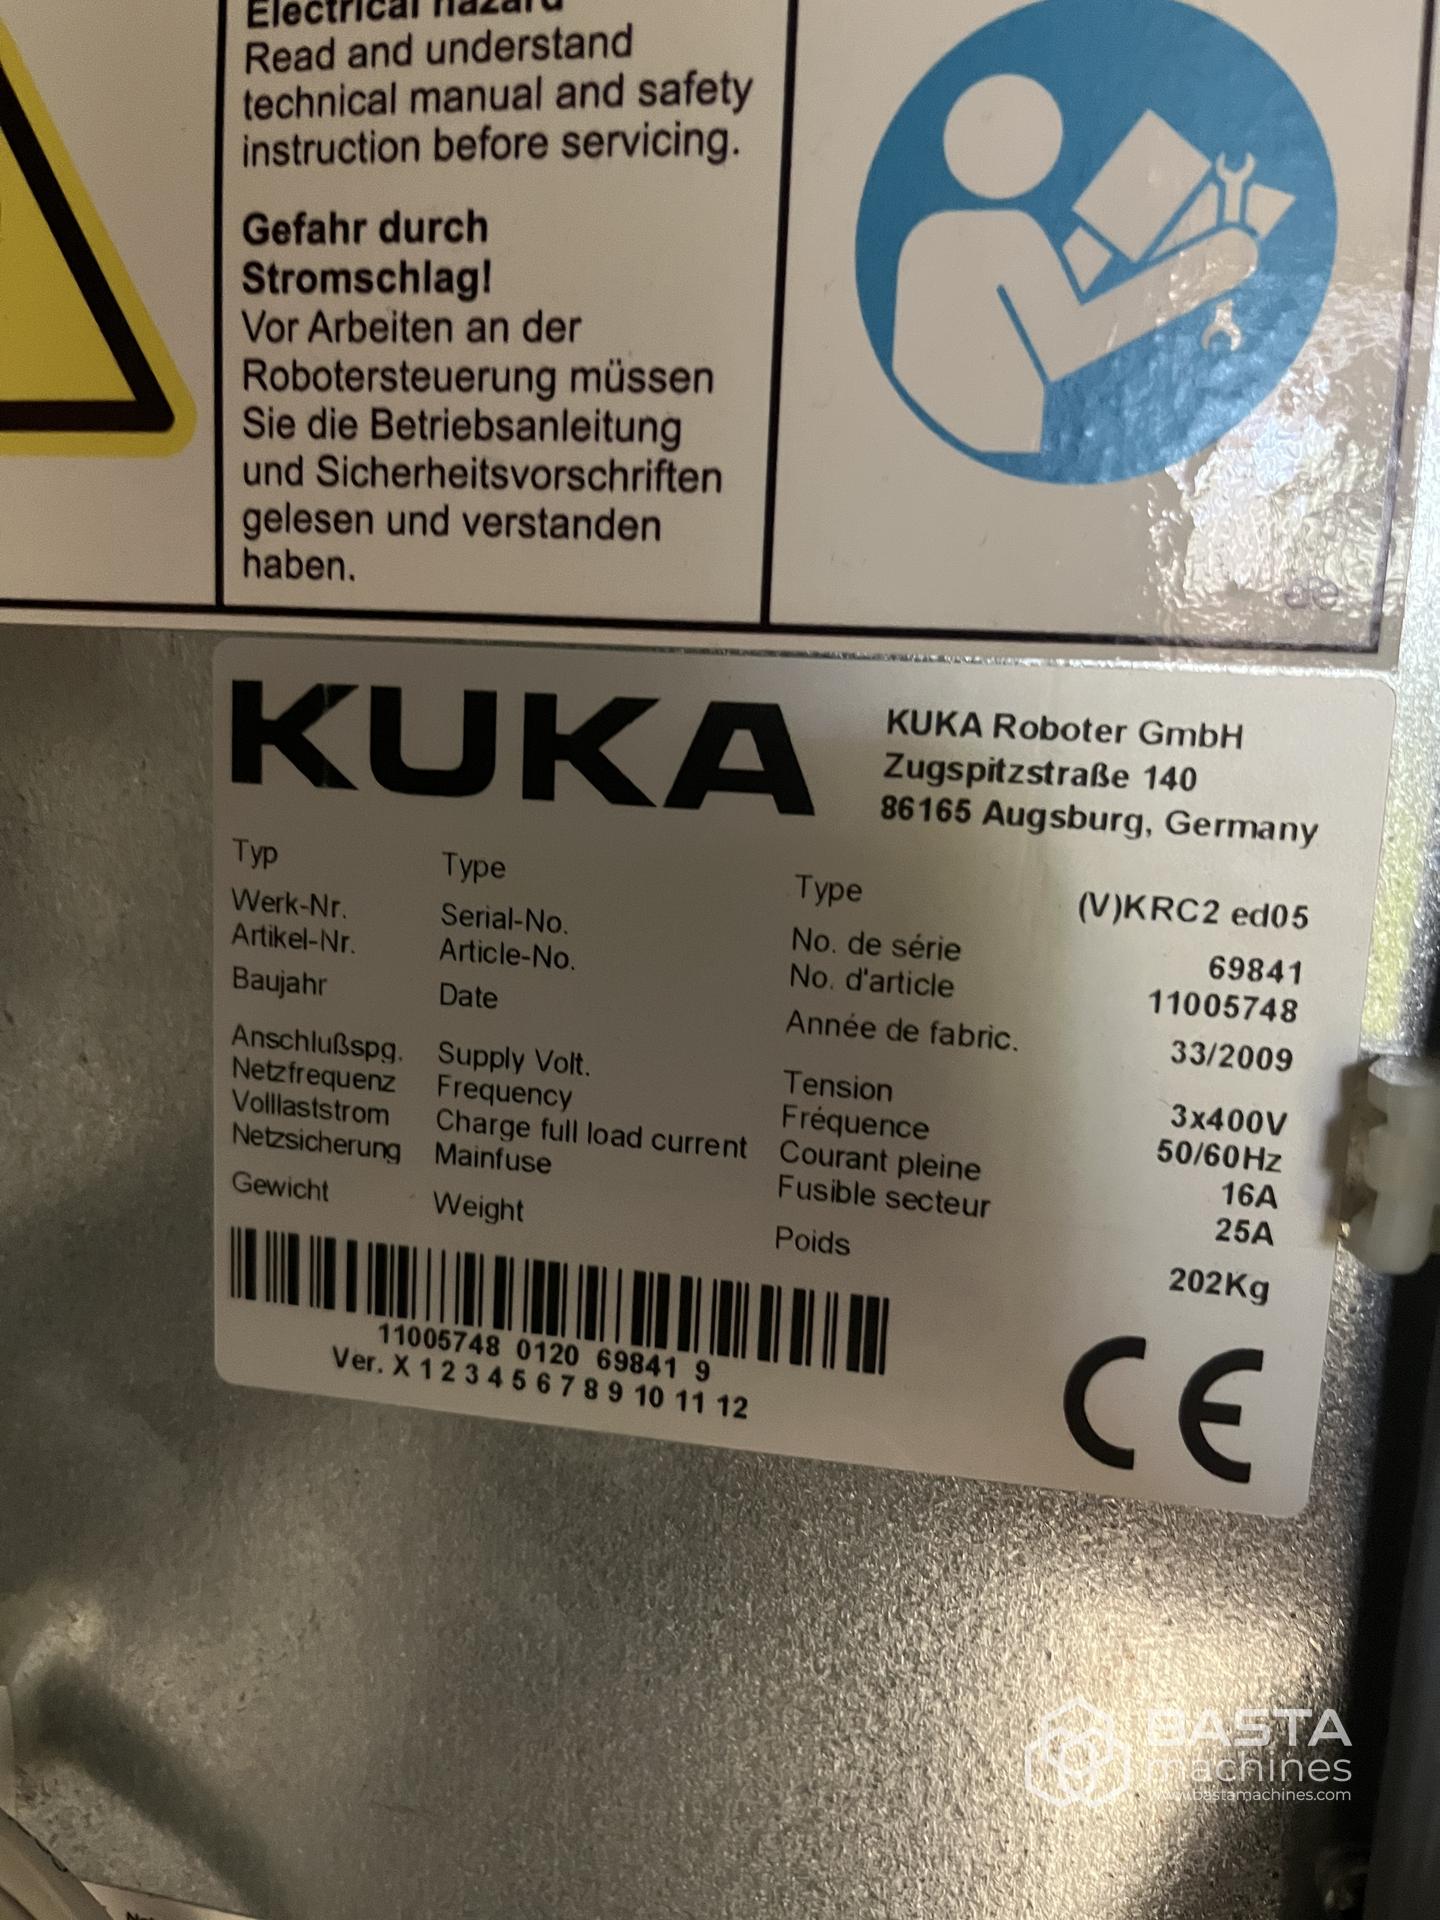 Electrical hazard
Read and understand
technical manual and safety
instruction before servicing.
Gefahr durch
Stromschlag!
Vor Arbeiten an der
Robotersteuerung müssen
Sie die Betriebsanleitung
und Sicherheitsvorschriften
gelesen und verstanden
haben.
KUKA
KUKA Roboter GmbH
Zugspitzstraße 140
86165 Augsburg, Germany
Typ Type Type (V)KRC2 ed05
Werk-Nr. Serial-No. No. de série 69841
Artikel-Nr. Article-No. No. d'article 11005748
Baujahr Date Année de fabric. 33/2009
Anschlußspg. Supply Volt. Tension 3x400V
Netzfrequenz Frequency Fréquence 50/60Hz
Volllaststrom Charge full load current Courant pleine 16A
Netzsicherung Mainfuse Fusible secteur 25A
Gewicht Weight Poids 202Kg
11005748 0120 69841 9
Ver. X 1 2 3 4 5 6 7 8 9 10 11 12
CE
BASTA
machines
www.bastamachines.com